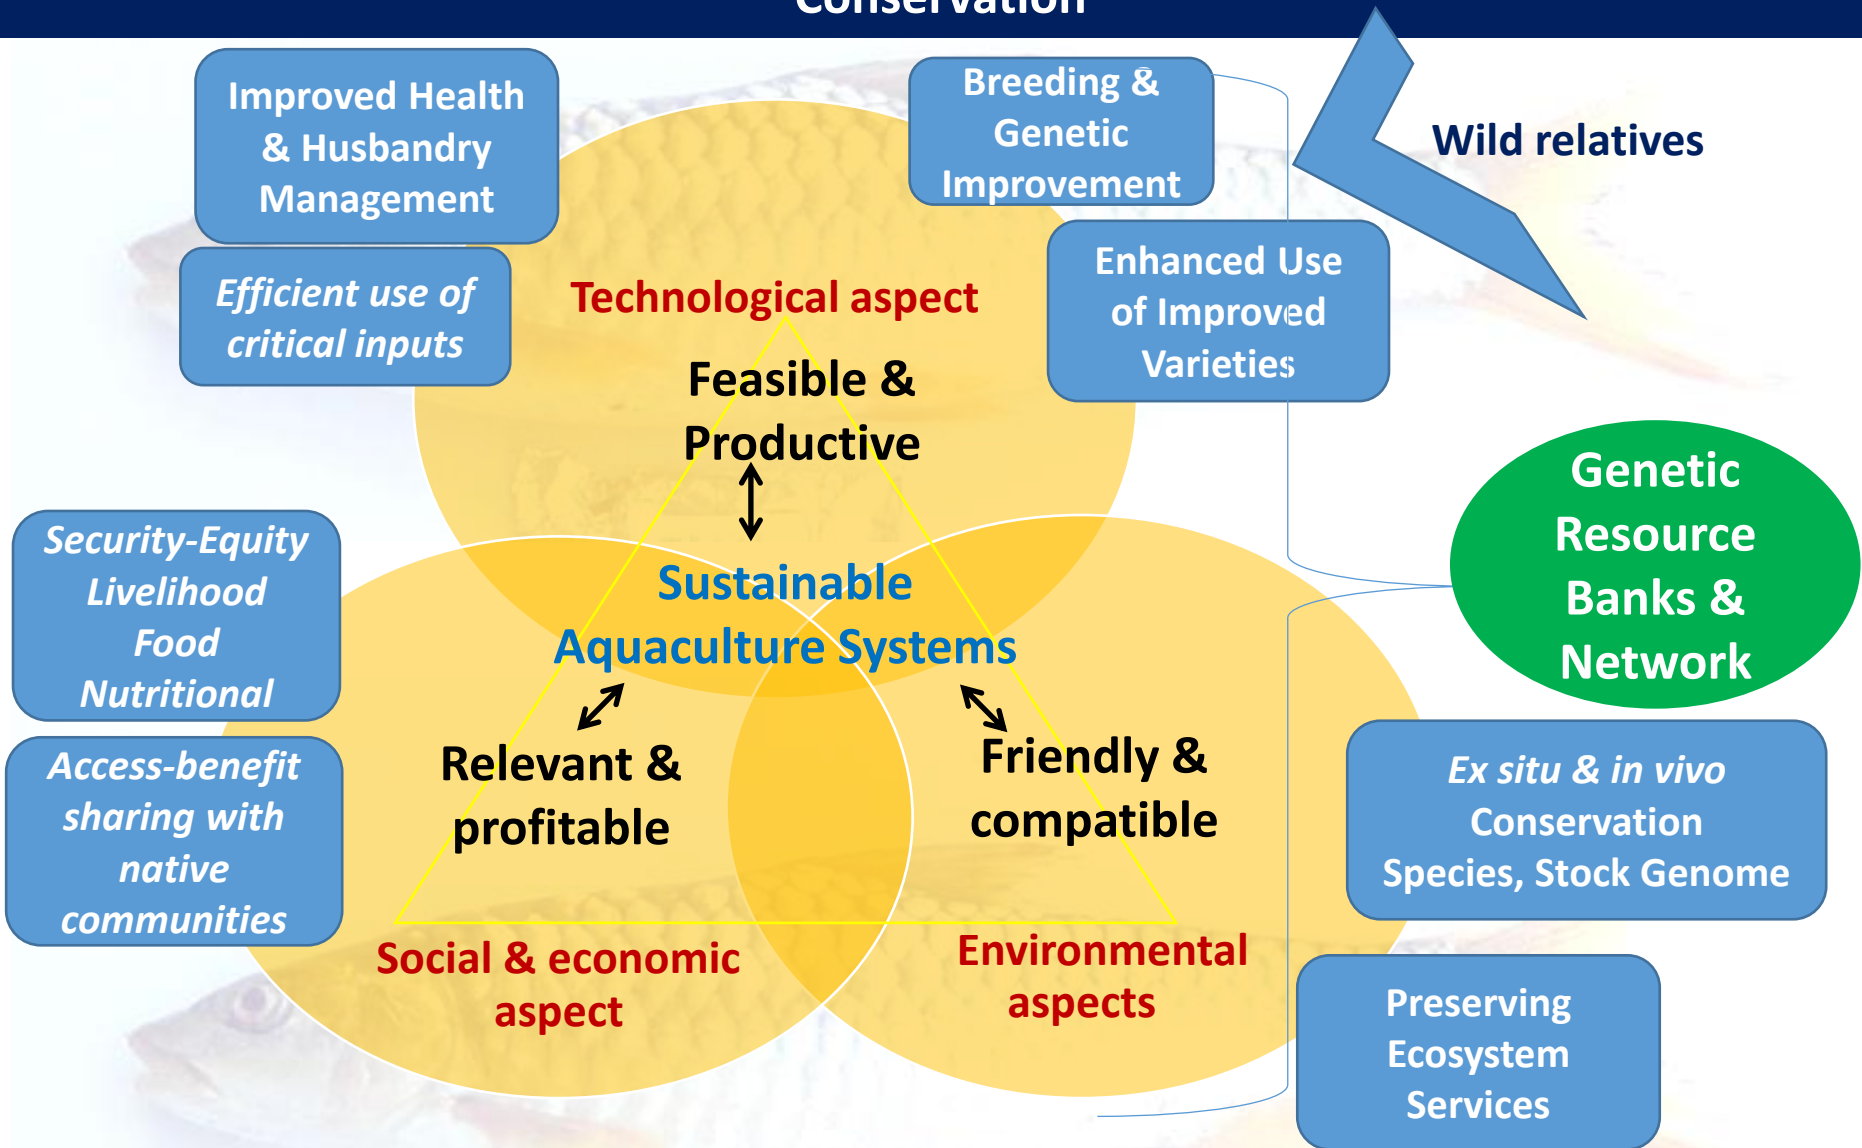 Conservation
Improved Health
& Husbandry
Management
Efficient use of
critical inputs
Breeding &
Genetic
Improvement
Wild relatives
Enhanced Use
of Improved
Varieties
Technological aspect
Feasible &
Productive
Genetic
Resource
Banks &
Network
Security-Equity
Livelihood
Food
Nutritional
Sustainable
Aquaculture Systems
Access-benefit
sharing with
native
communities
Relevant &
profitable
Friendly &
compatible
Ex situ & in vivo
Conservation
Species, Stock Genome
Social & economic
aspect
Environmental
aspects
Preserving
Ecosystem
Services